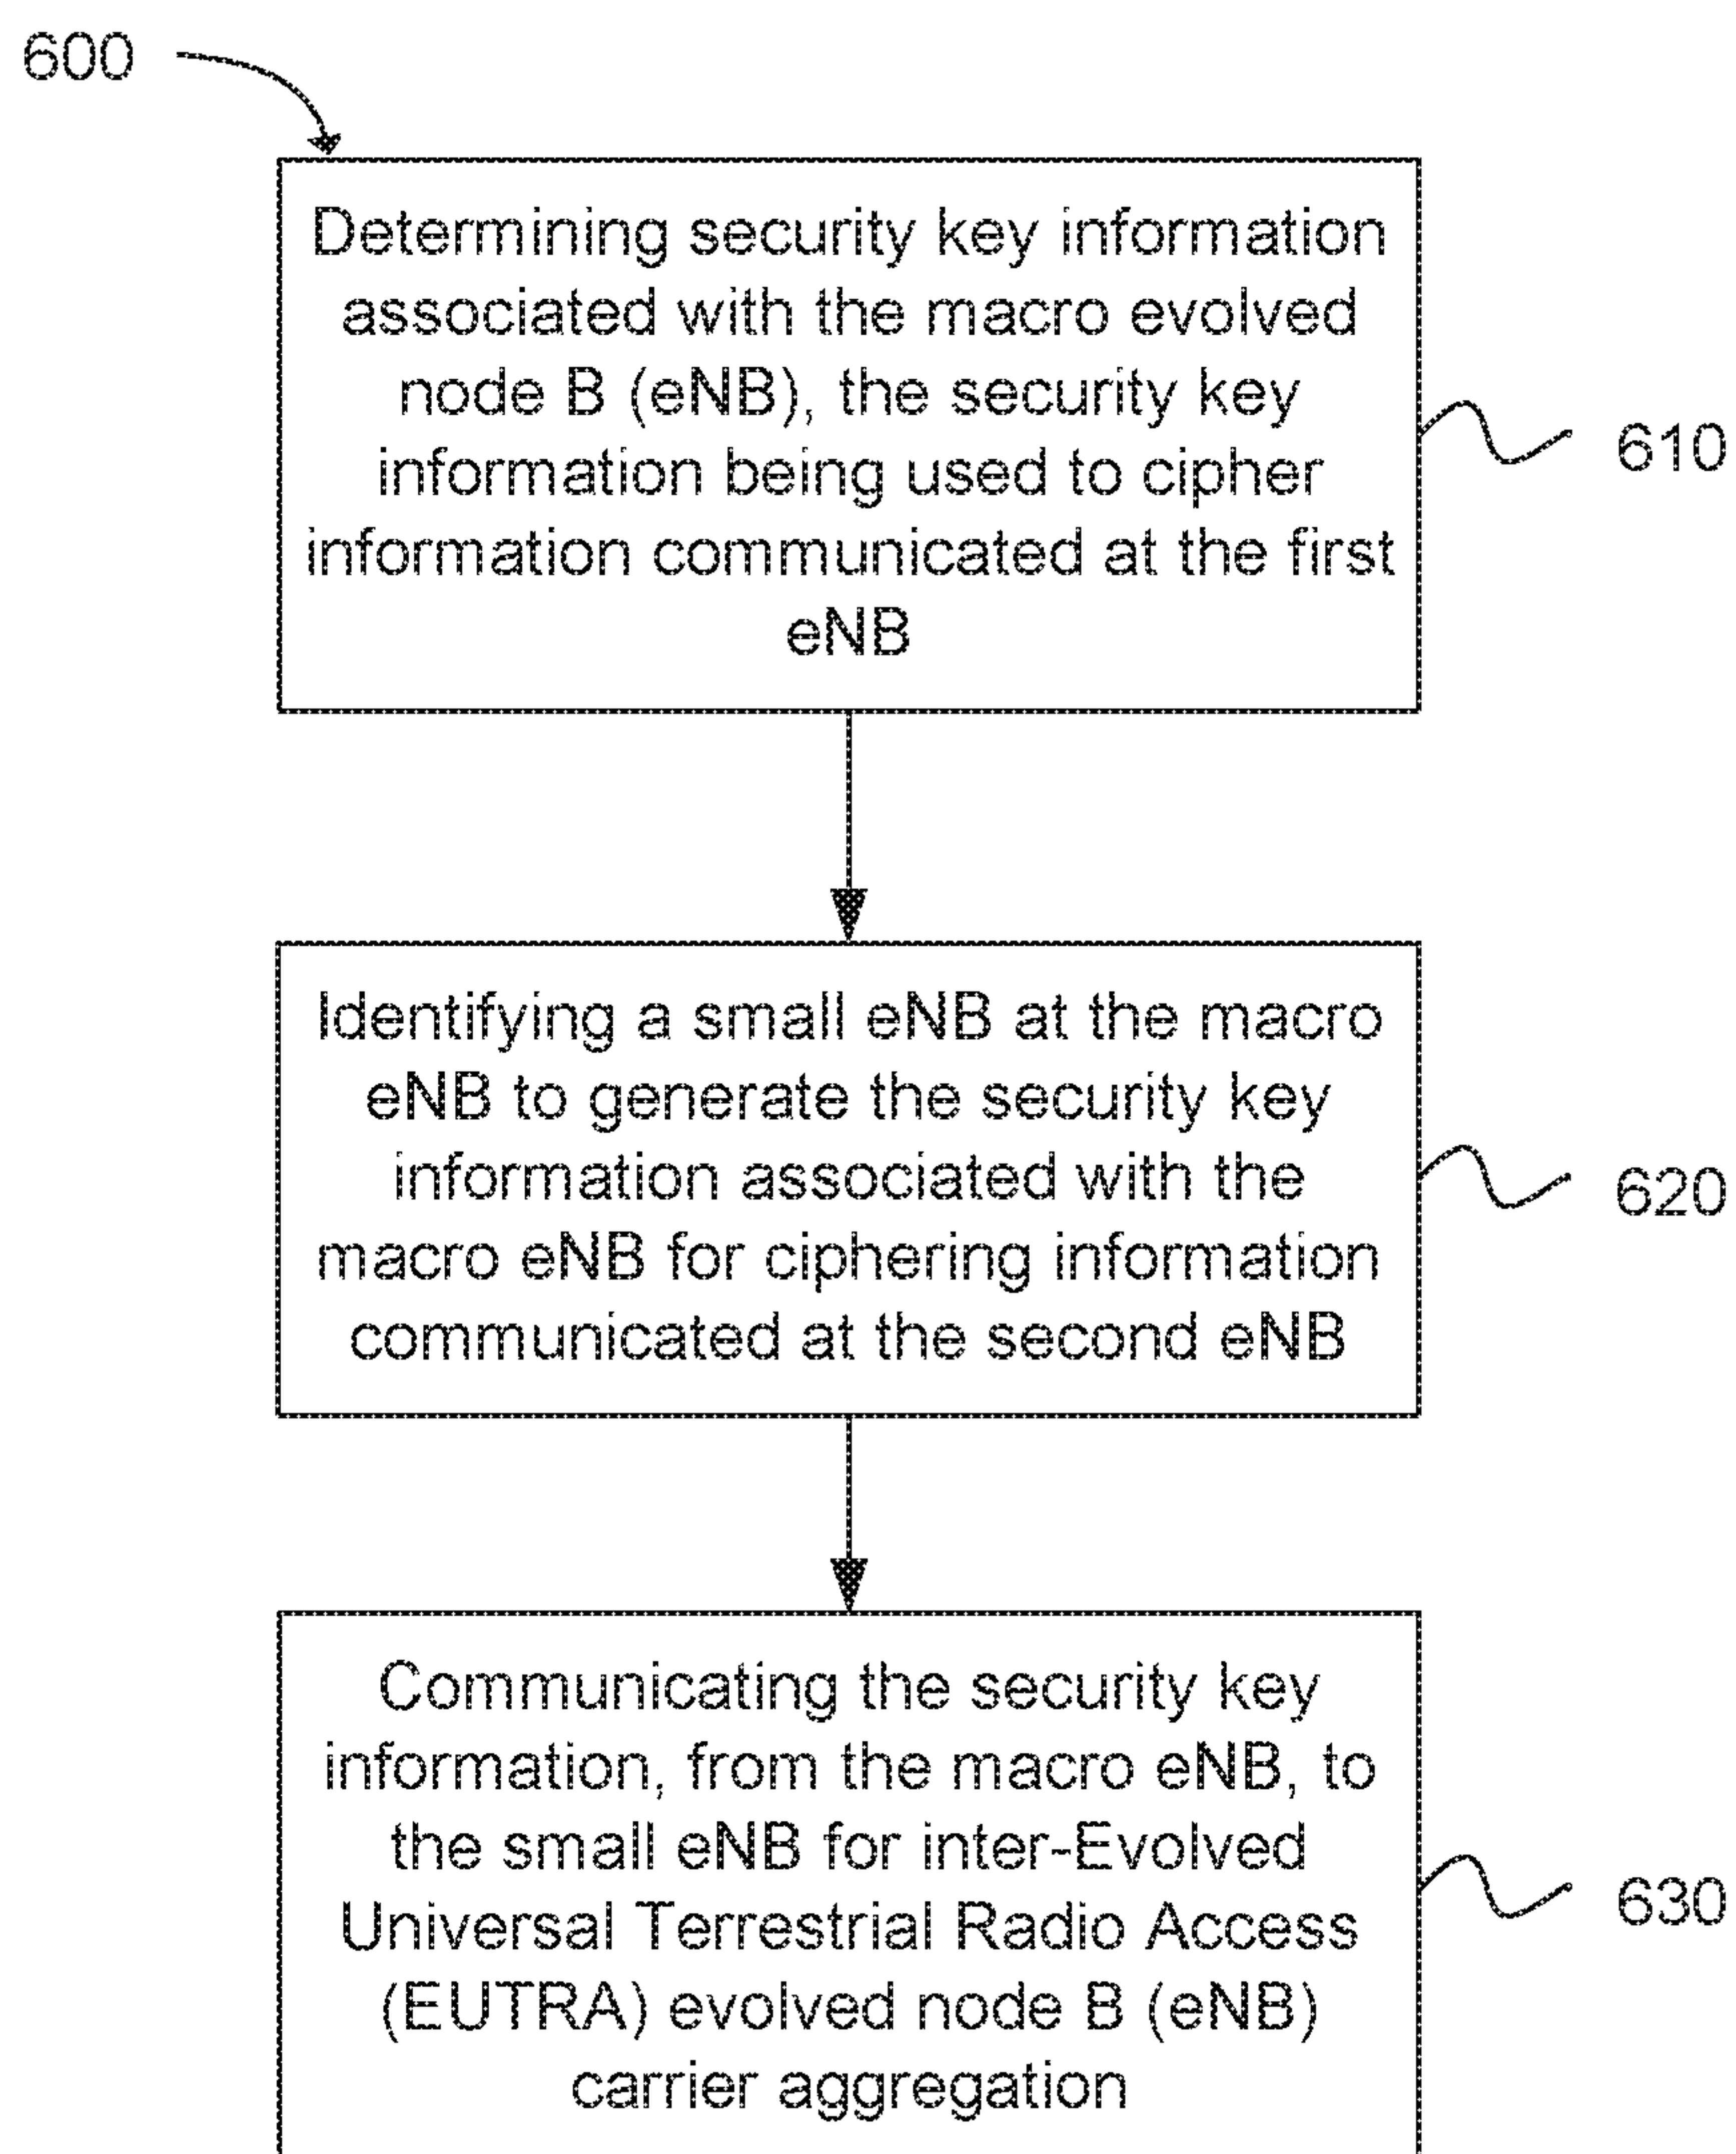 600
Determining security key information
associated with the macro evolved
node B (eNB), the security key
information being used to cipher
information communicated at the first
eNB
610
Identifying a small eNB at the macro
eNB to generate the security key
information associated with the
macro eNB for ciphering information
communicated at the second eNB
620
Communicating the security key
information, from the macro eNB, to
the small eNB for inter-Evolved
Universal Terrestrial Radio Access
(EUTRA) evolved node B (eNB)
carrier aggregation
630